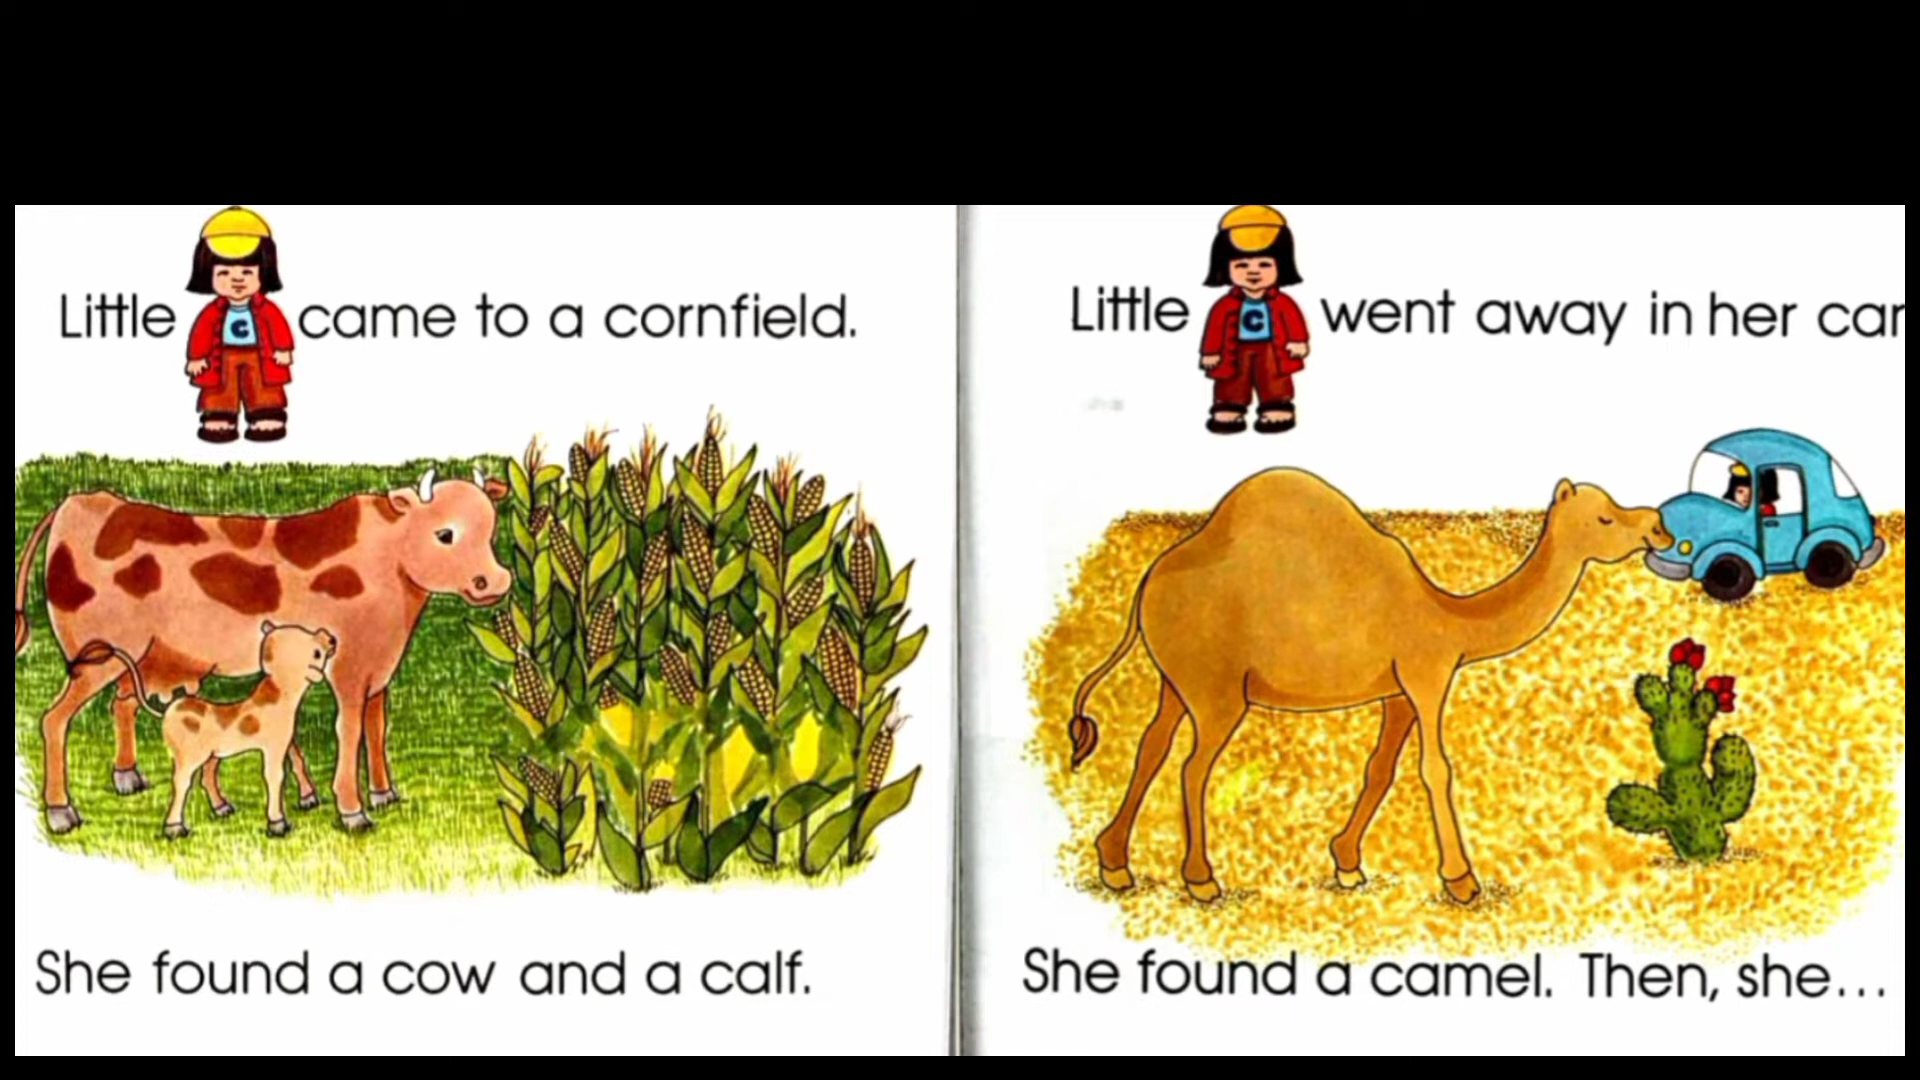 Little C came to a cornfield.
She found a cow and a calf.
Little C went away in her car
She found a camel. Then, she...